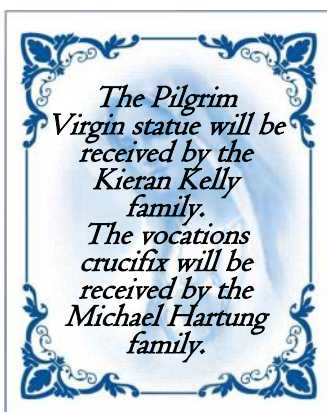 The Pilgrim
Virgin statue will be
received by the
Kieran Kelly
family.
The vocations
crucifix will be
received by the
Michael Hartung
family.